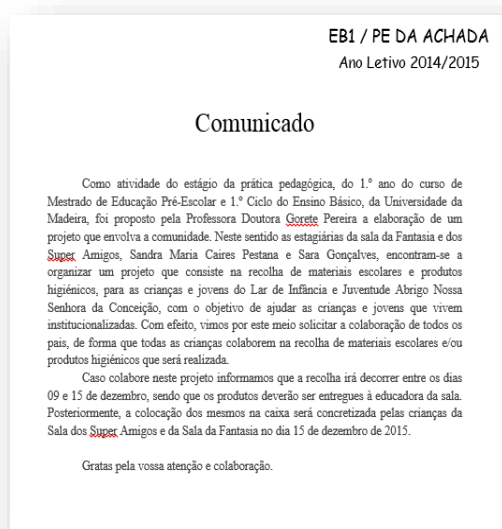 EB1 / PE DA ACHADA
Ano Letivo 2014/2015
Comunicado
Como atividade do estágio da prática pedagógica, do 1.º ano do curso de
Mestrado de Educação Pré-Escolar e 1.º Ciclo do Ensino Básico, da Universidade da
Madeira, foi proposto pela Professora Doutora Gorete Pereira a elaboração de um
projeto que envolva a comunidade. Neste sentido as estagiárias da sala da Fantasia e dos
Super Amigos, Sandra Maria Caires Pestana e Sara Gonçalves, encontram-se a
organizar um projeto que consiste na recolha de materiais escolares e produtos
higiénicos, para as crianças e jovens do Lar de Infância e Juventude Abrigo Nossa
Senhora da Conceição, com o objetivo de ajudar as crianças e jovens que vivem
institucionalizadas. Com efeito, vimos por este meio solicitar a colaboração de todos os
pais, de forma que todas as crianças colaborem na recolha de materiais escolares e/ou
produtos higiénicos que será realizada.
Caso colabore neste projeto informamos que a recolha irá decorrer entre os dias
09 e 15 de dezembro, sendo que os produtos deverão ser entregues à educadora da sala.
Posteriormente, a colocação dos mesmos na caixa será concretizada pelas crianças da
Sala dos Super Amigos e da Sala da Fantasia no dia 15 de dezembro de 2015.
Gratas pela vossa atenção e colaboração.